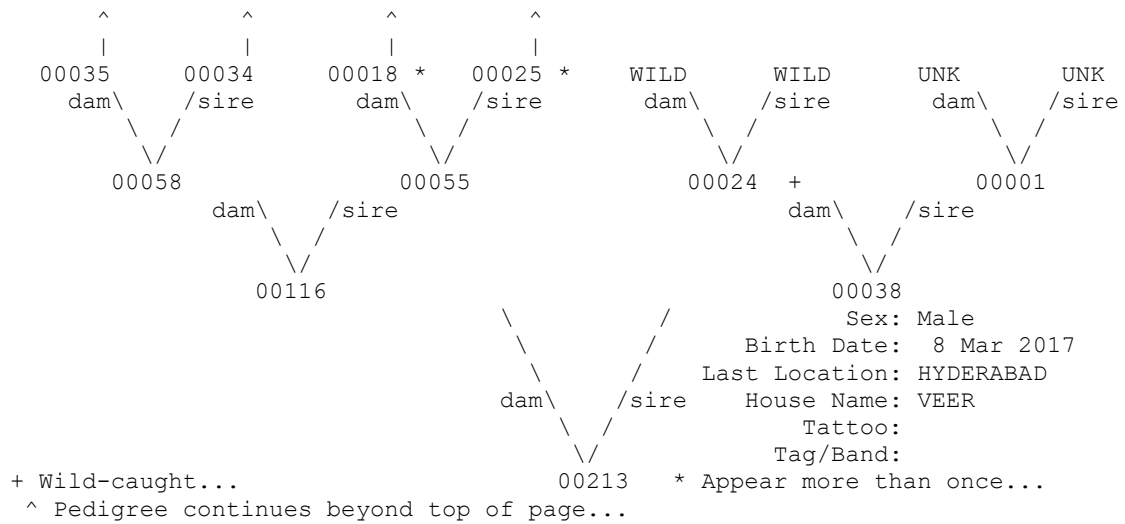 ^ ^ ^ ^
| | | |
00035 00034 00018 * 00025 * WILD WILD UNK UNK
dam\ /sire dam\ /sire dam\ /sire dam\ /sire
\ / \ / \ / \ /
\/ \/ \/ \/
00058 00055 00024 + 00001
dam\ /sire dam\ /sire
\ / \ /
\/ \/
00116 00038
\ / Sex: Male
\ / Birth Date: 8 Mar 2017
\ / Last Location: HYDERABAD
dam\ /sire House Name: VEER
\ / Tattoo:
\/ Tag/Band:
+ Wild-caught... 00213 * Appear more than once...
^ Pedigree continues beyond top of page...